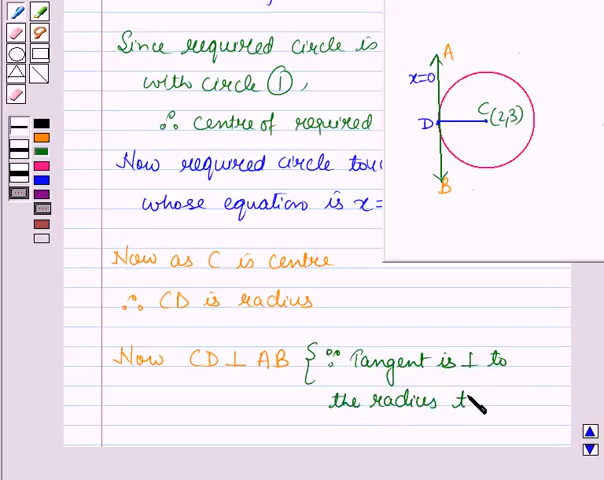 Since required circle is
with circle ①,
∴ centre of required
Now required circle
whose equation is x=
Now as C is centre
∴ CD is radius
Now CD ⊥ AB { ∵ Tangent is ⊥ to
the radius
A
x=0
C(2,3)
D
B